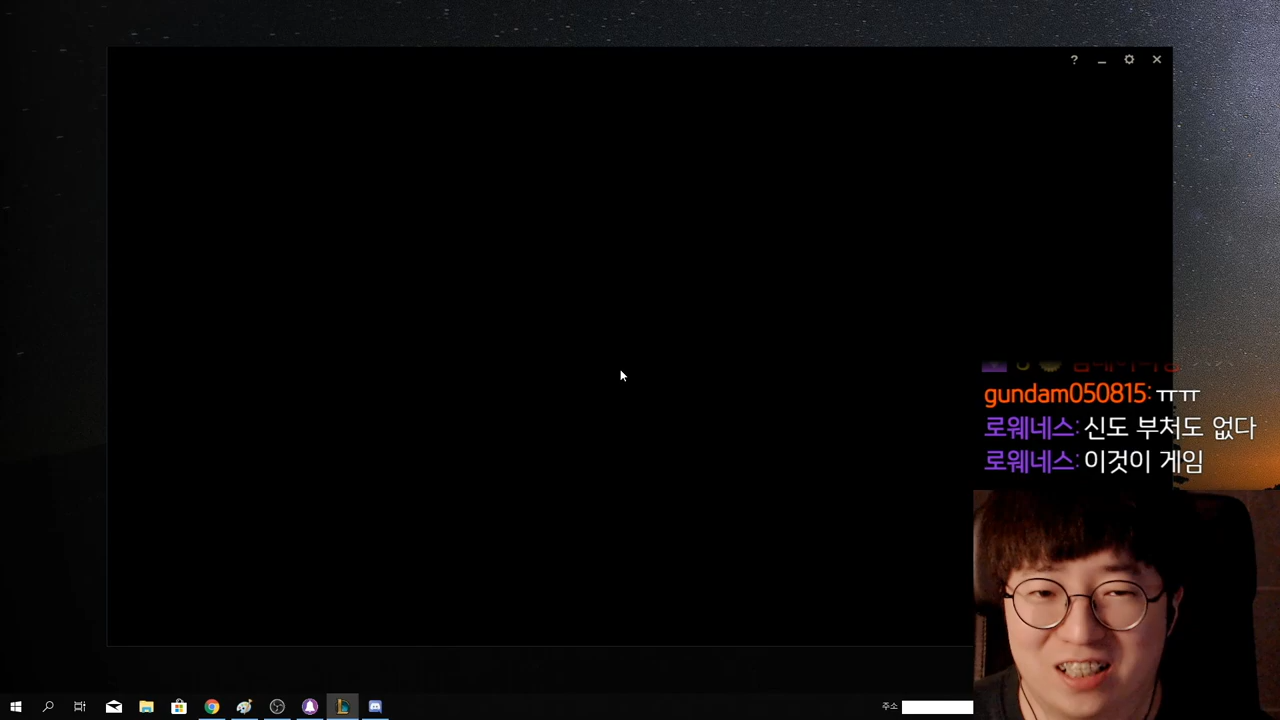 ?
gundam050815: ㅠㅠ
로웨네스: 신도 부처도 없다
로웨네스: 이것이 게임
주소